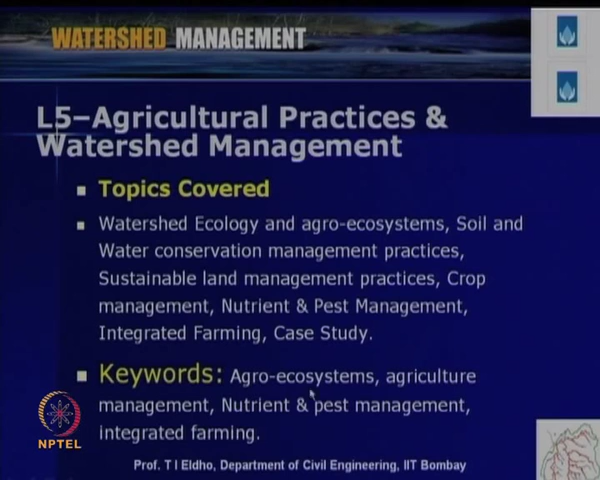 WATERSHED MANAGEMENT
L5–Agricultural Practices &
Watershed Management
Topics Covered
Watershed Ecology and agro-ecosystems, Soil and
Water conservation management practices,
Sustainable land management practices, Crop
management, Nutrient & Pest Management,
Integrated Farming, Case Study.
Keywords: Agro-ecosystems, agriculture
management, Nutrient & pest management,
integrated farming.
NPTEL
Prof. T I Eldho, Department of Civil Engineering, IIT Bombay